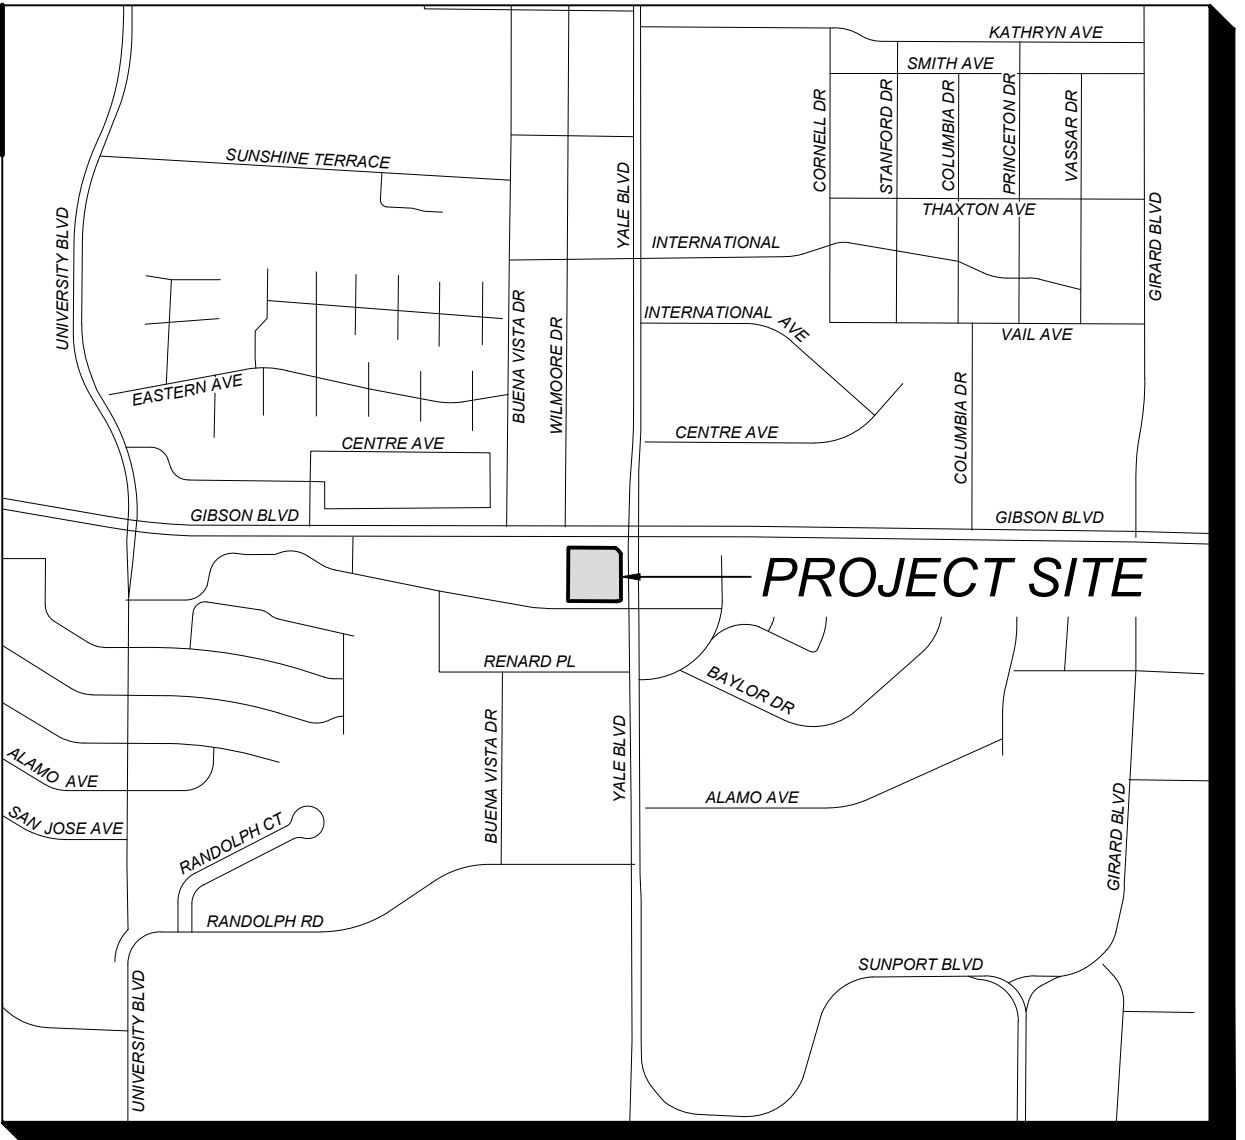 KATHRYN AVE
SMITH AVE
CORNELL DR
STANFORD DR
COLUMBIA DR
PRINCETON DR
VASSAR DR
SUNSHINE TERRACE
YALE BLVD
THAXTON AVE
UNIVERSITY BLVD
GIRARD BLVD
INTERNATIONAL
BUENA VISTA DR
WILMOORE DR
INTERNATIONAL AVE
VAIL AVE
EASTERN AVE
COLUMBIA DR
CENTRE AVE
CENTRE AVE
GIBSON BLVD
GIBSON BLVD
PROJECT SITE
RENARD PL
BAYLOR DR
BUENA VISTA DR
YALE BLVD
ALAMO AVE
ALAMO AVE
GIRARD BLVD
SAN JOSE AVE
RANDOLPH CT
RANDOLPH RD
SUNPORT BLVD
UNIVERSITY BLVD